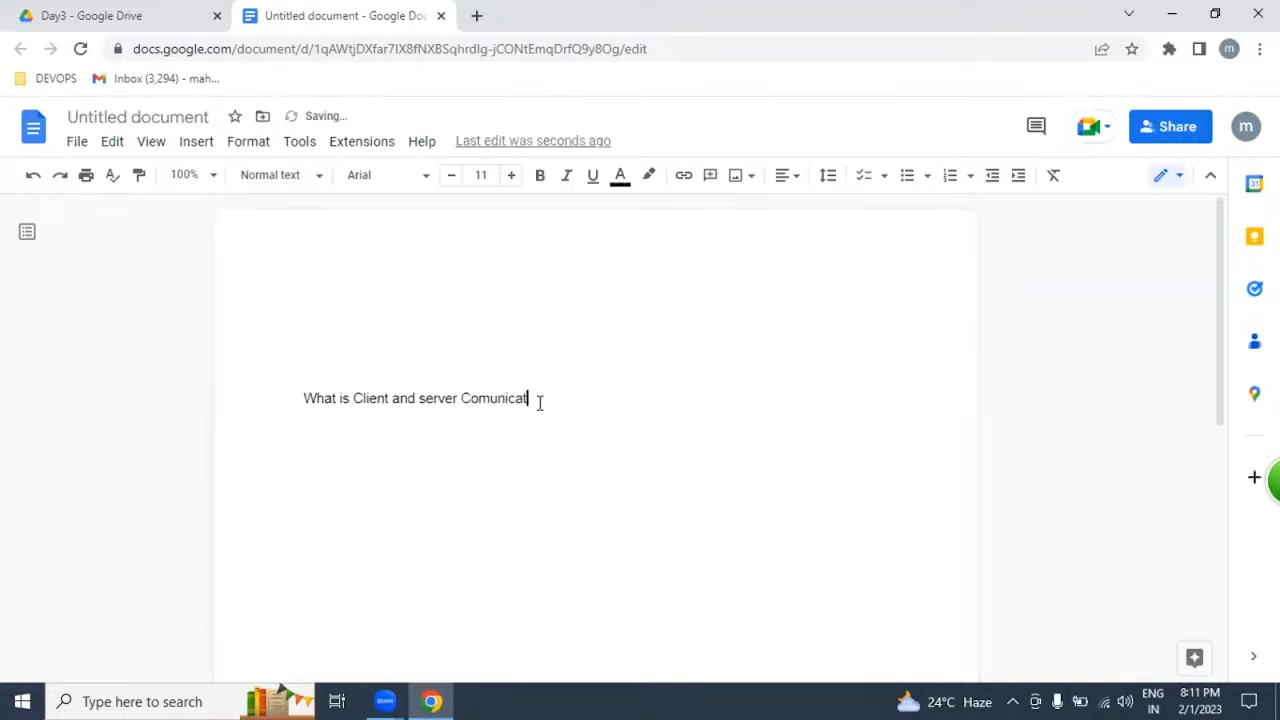 Day3 - Google Drive
Untitled document - Google Doc
docs.google.com/document/d/1qAWtjDXfar7IX8fNXBSqhrdIg-jCONtEmqDrfQ9y8Og/edit
m
DEVOPS
Inbox (3,294) - mah...
Untitled document
Saving...
File Edit View Insert Format Tools Extensions Help Last edit was seconds ago
Share
m
100% Normal text Arial 11 B I U A
31
What is Client and server Comunicat
Type here to search
zoom
24°C Haze
ENG
IN
8:11 PM
2/1/2023